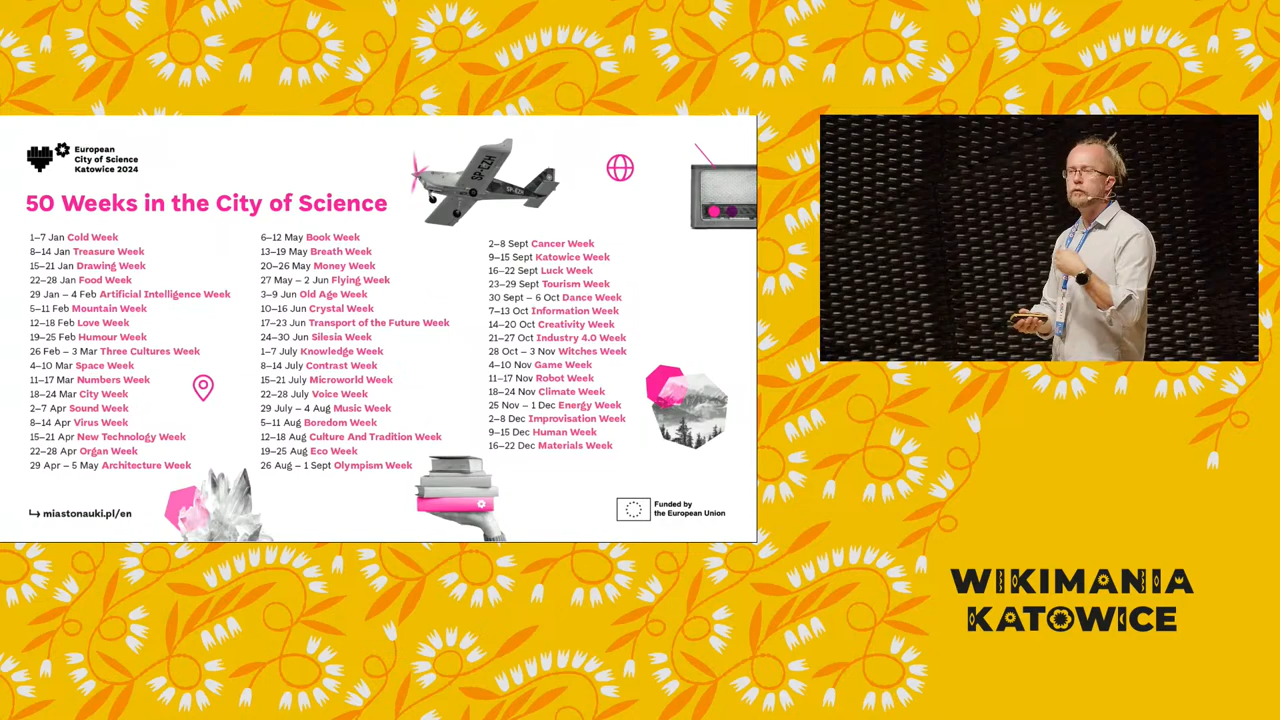 European
City of Science
Katowice 2024
50 Weeks in the City of Science
1–7 Jan Cold Week
8–14 Jan Treasure Week
15–21 Jan Drawing Week
22–28 Jan Food Week
29 Jan – 4 Feb Artificial Intelligence Week
5–11 Feb Mountain Week
12–18 Feb Love Week
19–25 Feb Humour Week
26 Feb – 3 Mar Three Cultures Week
4–10 Mar Space Week
11–17 Mar Numbers Week
18–24 Mar City Week
2–7 Apr Sound Week
8–14 Apr Virus Week
15–21 Apr New Technology Week
22–28 Apr Organ Week
29 Apr – 5 May Architecture Week
6–12 May Book Week
13–19 May Breath Week
20–26 May Money Week
27 May – 2 Jun Flying Week
3–9 Jun Old Age Week
10–16 Jun Crystal Week
17–23 Jun Transport of the Future Week
24–30 Jun Silesia Week
1–7 July Knowledge Week
8–14 July Contrast Week
15–21 July Microworld Week
22–28 July Voice Week
29 July – 4 Aug Music Week
5–11 Aug Boredom Week
12–18 Aug Culture And Tradition Week
19–25 Aug Eco Week
26 Aug – 1 Sept Olympism Week
2–8 Sept Cancer Week
9–15 Sept Katowice Week
16–22 Sept Luck Week
23–29 Sept Tourism Week
30 Sept – 6 Oct Dance Week
7–13 Oct Information Week
14–20 Oct Creativity Week
21–27 Oct Industry 4.0 Week
28 Oct – 3 Nov Witches Week
4–10 Nov Game Week
11–17 Nov Robot Week
18–24 Nov Climate Week
25 Nov – 1 Dec Energy Week
2–8 Dec Improvisation Week
9–15 Dec Human Week
16–22 Dec Materials Week
SP-CZH
SP-CZH
miastonauki.pl/en
Funded by
the European Union
WIKIMANIA
KATOWICE